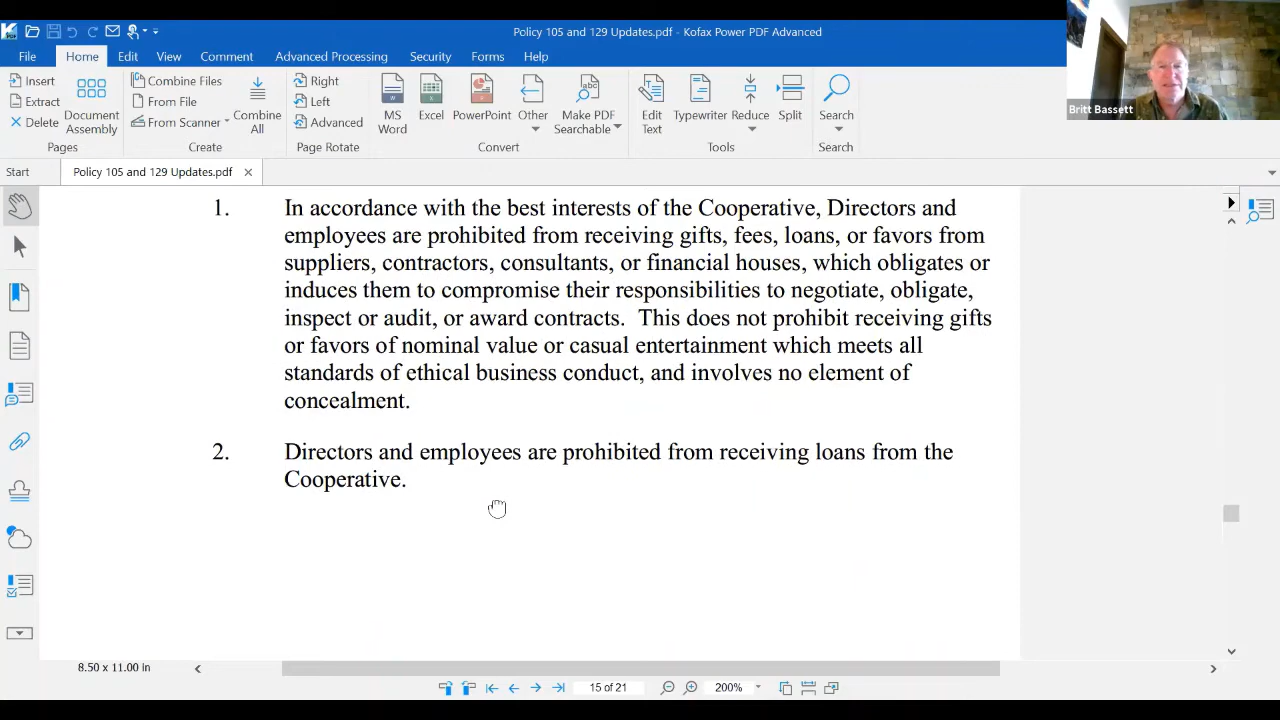 Policy 105 and 129 Updates.pdf - Kofax Power PDF Advanced
File Home Edit View Comment Advanced Processing Security Forms Help
Insert
Extract
Delete
Document Assembly
Pages
Combine Files
From File
From Scanner
Combine All
Create
Right
Left
Advanced
Page Rotate
MS Word
Excel
PowerPoint
Other
Make PDF Searchable
Convert
Edit Text
Typewriter
Reduce
Split
Tools
Search
Search
Britt Bassett
Start
Policy 105 and 129 Updates.pdf
1. In accordance with the best interests of the Cooperative, Directors and
employees are prohibited from receiving gifts, fees, loans, or favors from
suppliers, contractors, consultants, or financial houses, which obligates or
induces them to compromise their responsibilities to negotiate, obligate,
inspect or audit, or award contracts. This does not prohibit receiving gifts
or favors of nominal value or casual entertainment which meets all
standards of ethical business conduct, and involves no element of
concealment.
2. Directors and employees are prohibited from receiving loans from the
Cooperative.
8.50 x 11.00 in
15 of 21
200%